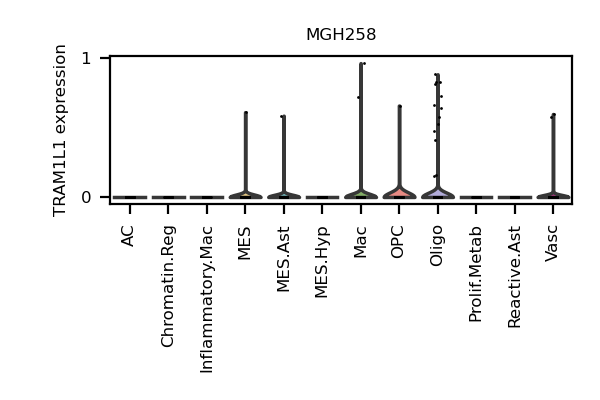 MGH258
TRAM1L1 expression
1
0
AC
Chromatin.Reg
Inflammatory.Mac
MES
MES.Ast
MES.Hyp
Mac
OPC
Oligo
Prolif.Metab
Reactive.Ast
Vasc